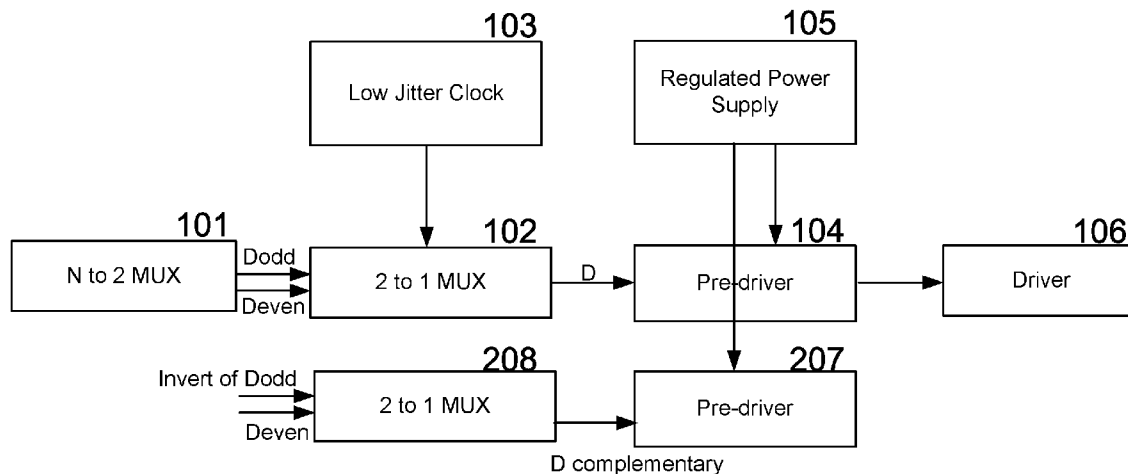 103
Low Jitter Clock
105
Regulated Power
Supply
101
N to 2 MUX
Dodd
Deven
102
2 to 1 MUX
D
104
Pre-driver
106
Driver
Invert of Dodd
Deven
208
2 to 1 MUX
D complementary
207
Pre-driver